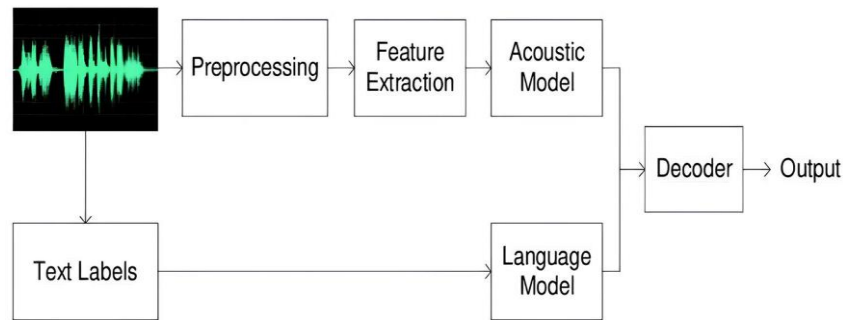 Preprocessing
Feature
Extraction
Acoustic
Model
Decoder
Output
Text Labels
Language
Model